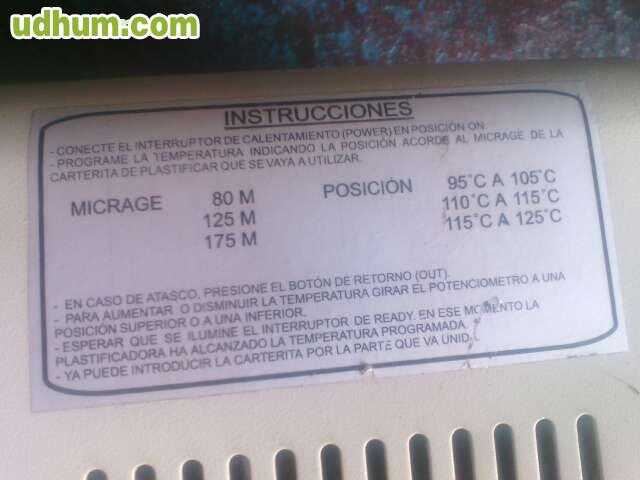 udhum.com
INSTRUCCIONES
- CONECTE EL INTERRUPTOR DE CALENTAMIENTO (POWER) EN POSICIÓN ON.
- PROGRAME LA TEMPERATURA INDICANDO LA POSICIÓN ACORDE AL MICRAGE DE LA
CARTERITA DE PLASTIFICAR QUE SE VAYA A UTILIZAR.
MICRAGE 80 M POSICIÓN 95°C A 105°C
125 M 110°C A 115°C
175 M 115°C A 125°C
- EN CASO DE ATASCO, PRESIONE EL BOTÓN DE RETORNO (OUT).
- PARA AUMENTAR O DISMINUIR LA TEMPERATURA GIRAR EL POTENCIOMETRO A UNA
POSICIÓN SUPERIOR O A UNA INFERIOR.
- ESPERAR QUE SE ILUMINE EL INTERRUPTOR DE READY. EN ESE MOMENTO LA
PLASTIFICADORA HA ALCANZADO LA TEMPERATURA PROGRAMADA.
- YA PUEDE INTRODUCIR LA CARTERITA POR LA PARTE QUE VA UNID